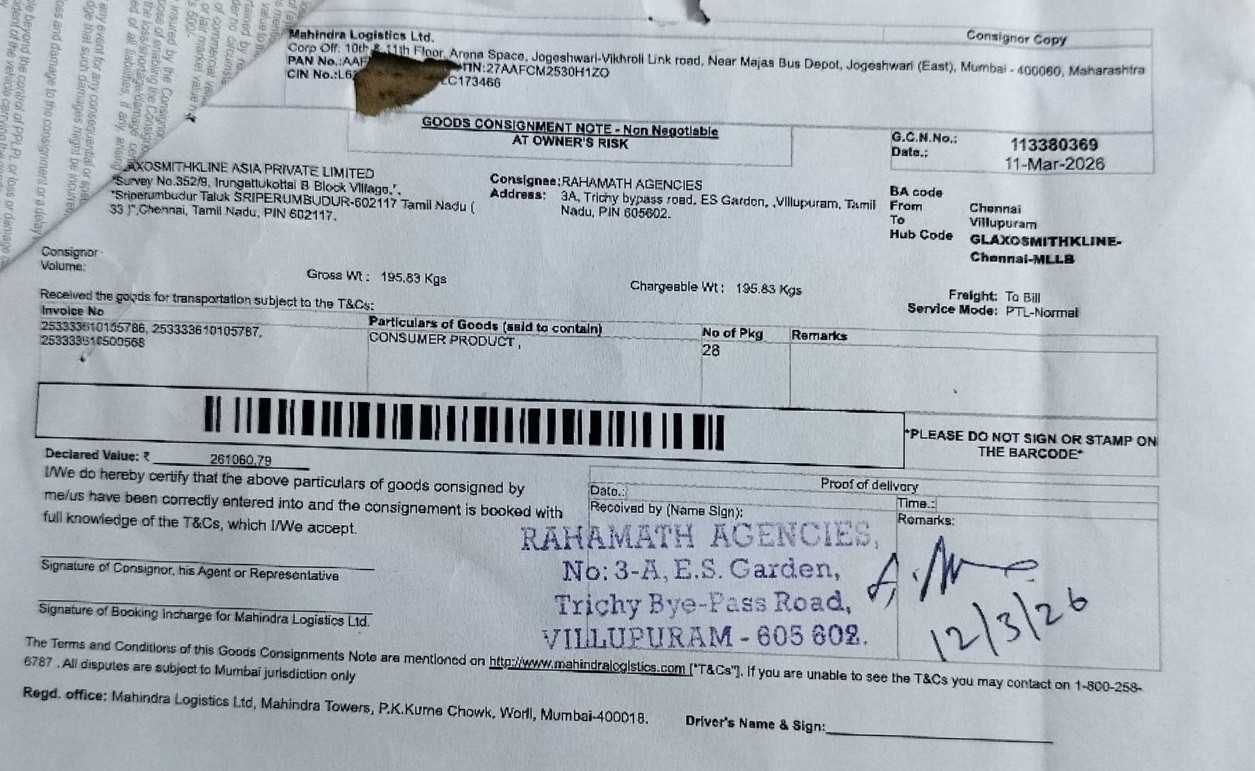 Mahindra Logistics Ltd.
Consignor Copy
Corp Off: 10th & 11th Floor, Arena Space, Jogeshwari-Vikhroli Link road, Near Majas Bus Depot, Jogeshwari (East), Mumbai - 400060, Maharashtra
PAN No.:AAF TIN:27AAFCM2530H1ZO
CIN No.:L6 LC173466
GOODS CONSIGNMENT NOTE - Non Negotiable
AT OWNER'S RISK
G.C.N.No.: 113380369
Date.: 11-Mar-2026
LAXOSMITHKLINE ASIA PRIVATE LIMITED
"Survey No.352/9, Irungattukottai B Block Village,",
"Sriperumbudur Taluk SRIPERUMBUDUR-602117 Tamil Nadu (
33 )",Chennai, Tamil Nadu, PIN 602117.
Consignee:RAHAMATH AGENCIES
Address: 3A, Trichy bypass road, ES Garden, ,Villupuram, Tamil
Nadu, PIN 605602.
BA code
From Chennai
To Villupuram
Hub Code GLAXOSMITHKLINE-
Chennai-MLLB
Consignor
Volume:
Gross Wt : 195.83 Kgs
Chargeable Wt : 195.83 Kgs
Freight: To Bill
Service Mode: PTL-Normal
Received the goods for transportation subject to the T&Cs:
Invoice No Particulars of Goods (said to contain) No of Pkg Remarks
253333610105786, 253333610105787, CONSUMER PRODUCT , 28
253333610500568
*PLEASE DO NOT SIGN OR STAMP ON
THE BARCODE*
Declared Value: ₹ 261060.79
I/We do hereby certify that the above particulars of goods consigned by
me/us have been correctly entered into and the consignement is booked with
full knowledge of the T&Cs, which I/We accept.
Proof of delivary
Date.: Time.:
Received by (Name Sign): Remarks:
RAHAMATH AGENCIES,
No: 3-A, E.S. Garden,
Trichy Bye-Pass Road,
VILLUPURAM - 605 602.
12/3/26
Signature of Consignor, his Agent or Representative
Signature of Booking Incharge for Mahindra Logistics Ltd.
The Terms and Conditions of this Goods Consignments Note are mentioned on http://www.mahindralogistics.com ["T&Cs"]. If you are unable to see the T&Cs you may contact on 1-800-258-
6787 . All disputes are subject to Mumbai jurisdiction only
Regd. office: Mahindra Logistics Ltd, Mahindra Towers, P.K.Kurne Chowk, Worli, Mumbai-400018.
Driver's Name & Sign: